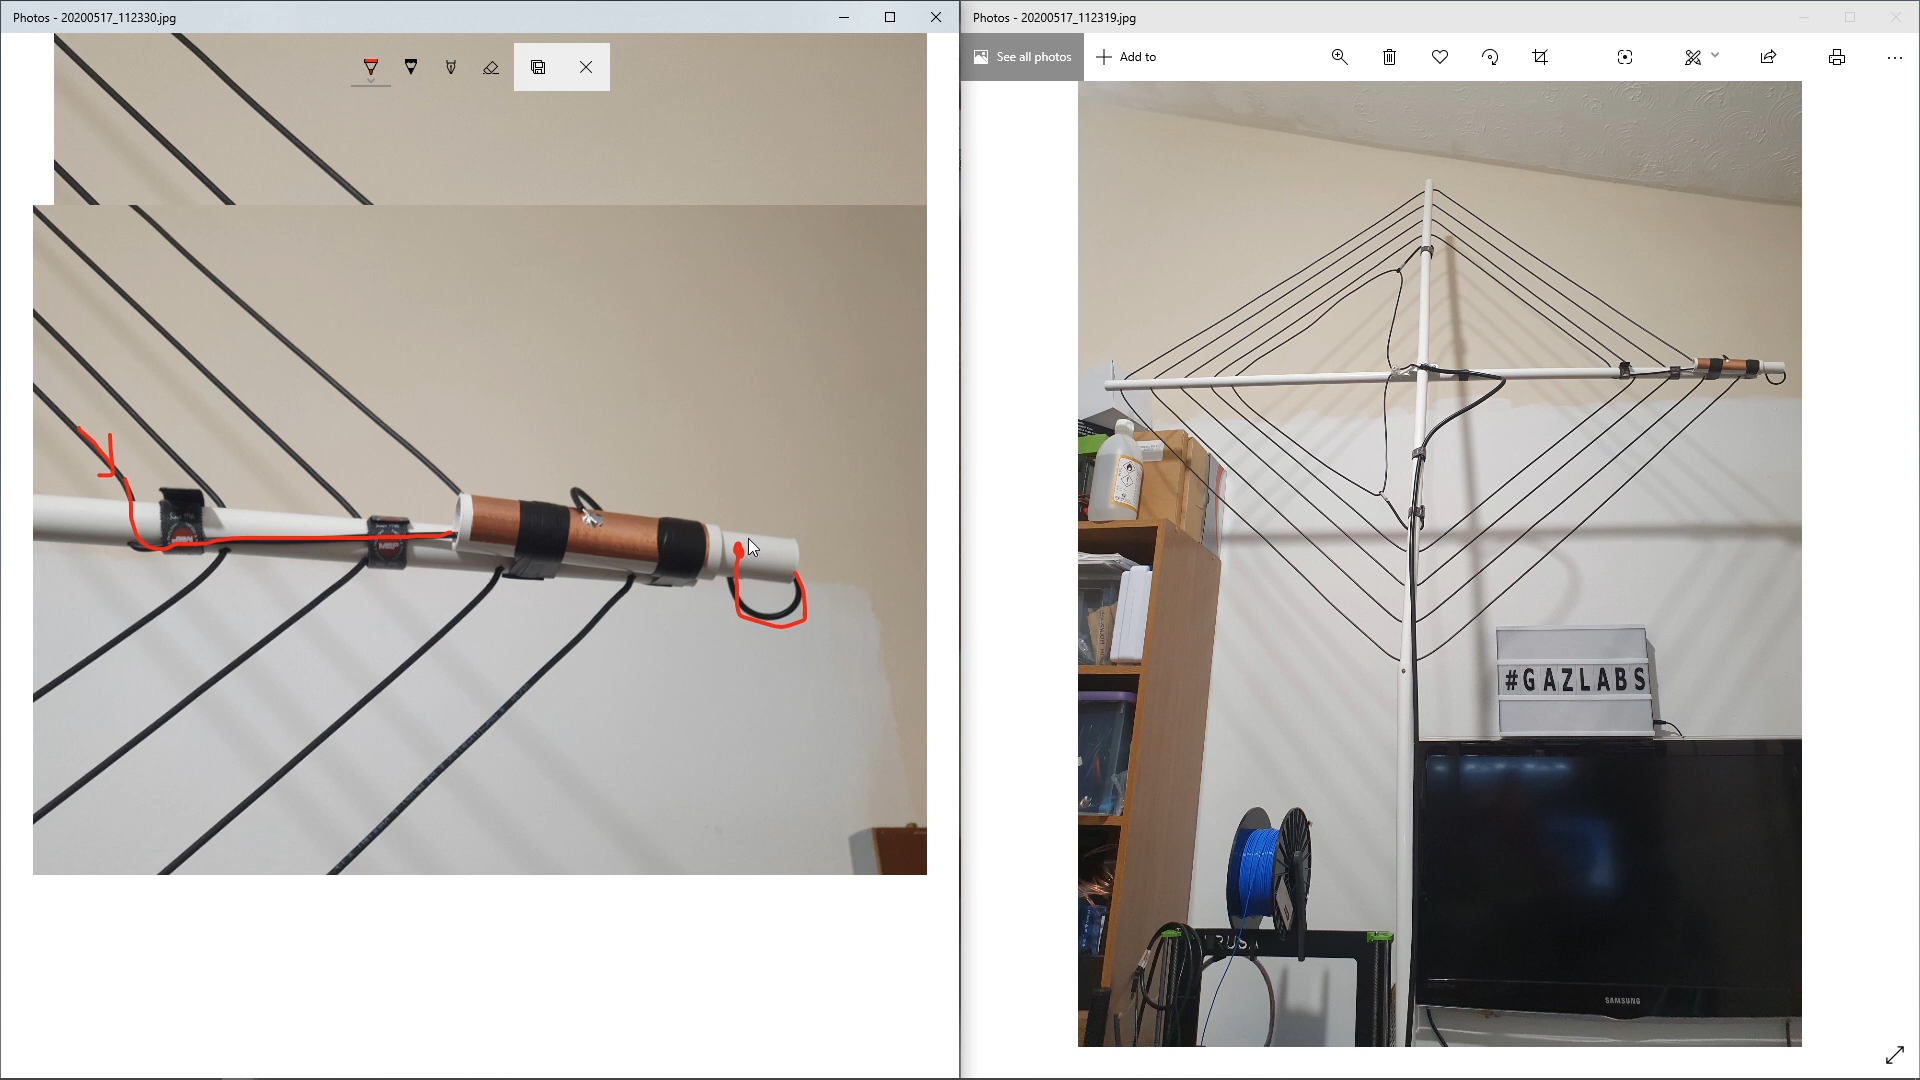 Photos - 20200517_112330.jpg
Photos - 20200517_112319.jpg
See all photos
Add to
#GAZLABS
SAMSUNG